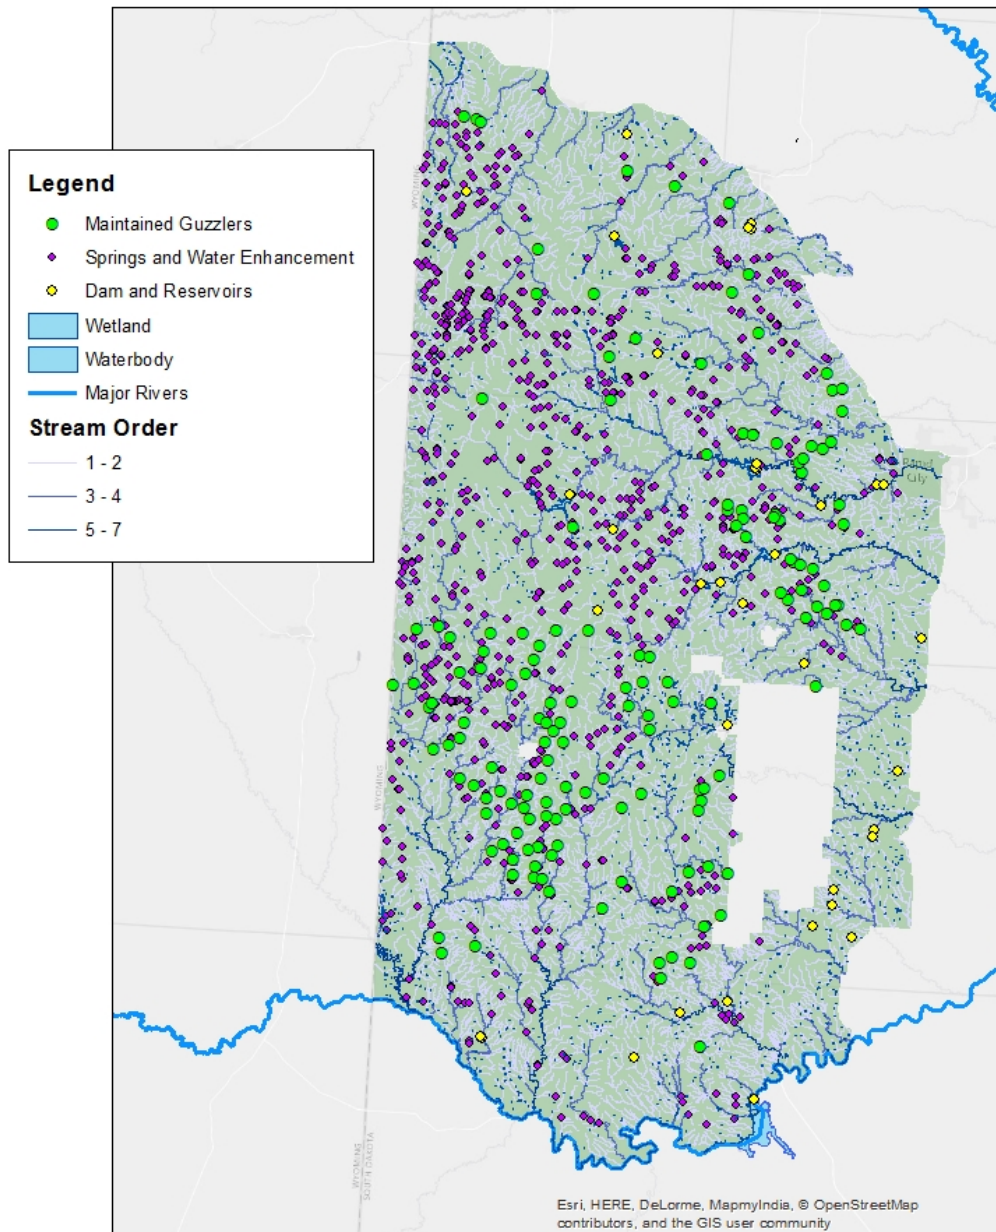 Legend
Maintained Guzzlers
Springs and Water Enhancement
Dam and Reservoirs
Wetland
Waterbody
Major Rivers
Stream Order
1 - 2
3 - 4
5 - 7
WYOMING
City
WYOMING
WYOMING
SOUTH DAKOTA
Esri, HERE, DeLorme, MapmyIndia, © OpenStreetMap
contributors, and the GIS user community